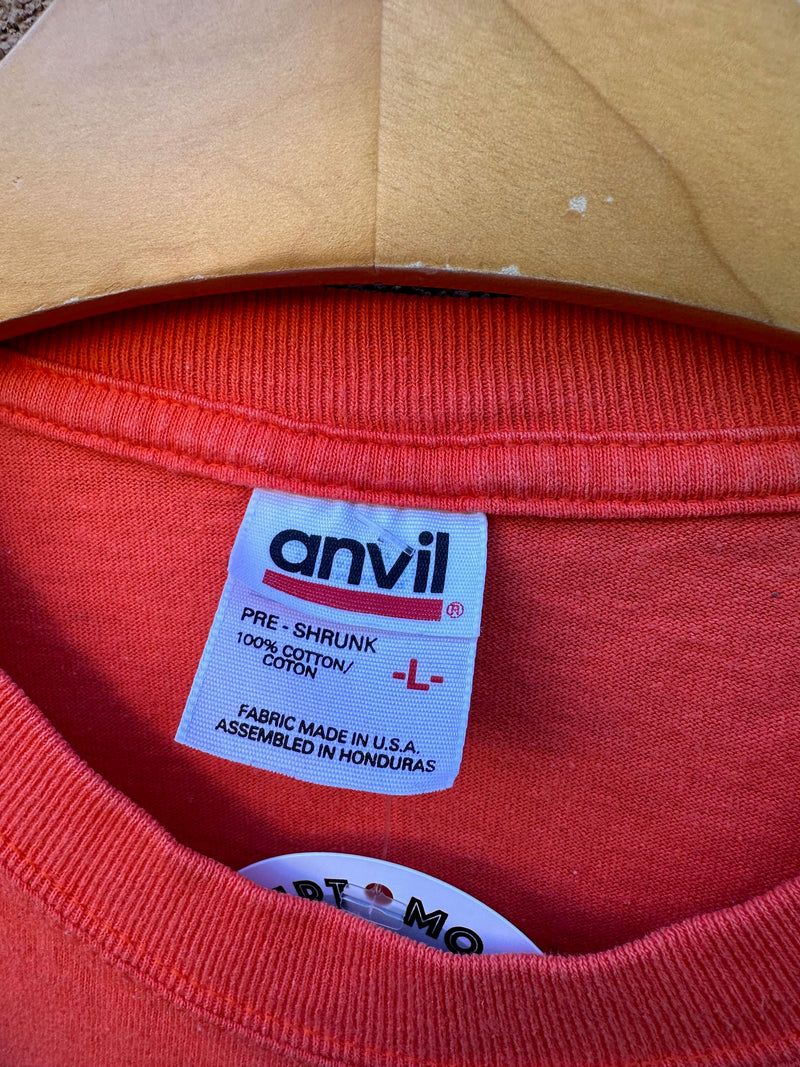 anvil®
PRE - SHRUNK
100% COTTON/
COTON
-L-
FABRIC MADE IN U.S.A.
ASSEMBLED IN HONDURAS